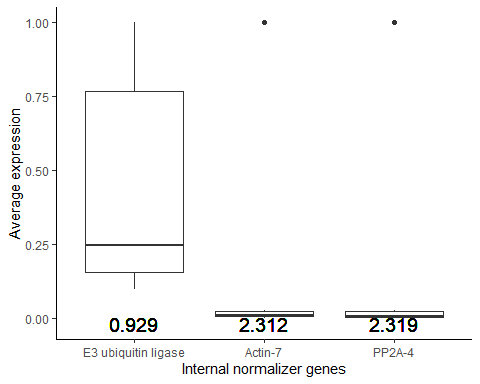 Average expression
1.00
0.75
0.50
0.25
0.00
0.929 2.312 2.319
E3 ubiquitin ligase Actin-7 PP2A-4
Internal normalizer genes